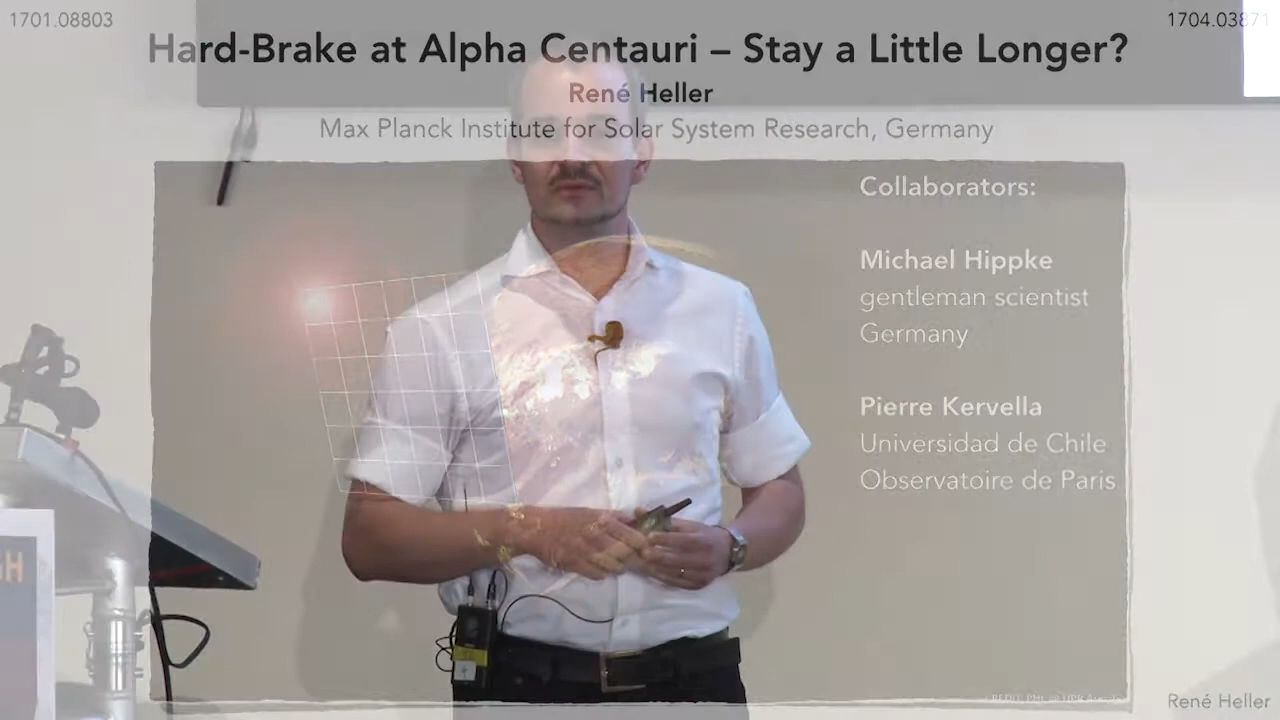 1701.08803
1704.03871
Hard-Brake at Alpha Centauri – Stay a Little Longer?
René Heller
Max Planck Institute for Solar System Research, Germany
Collaborators:
Michael Hippke
gentleman scientist
Germany
Pierre Kervella
Universidad de Chile
Observatoire de Paris
GH
René Heller